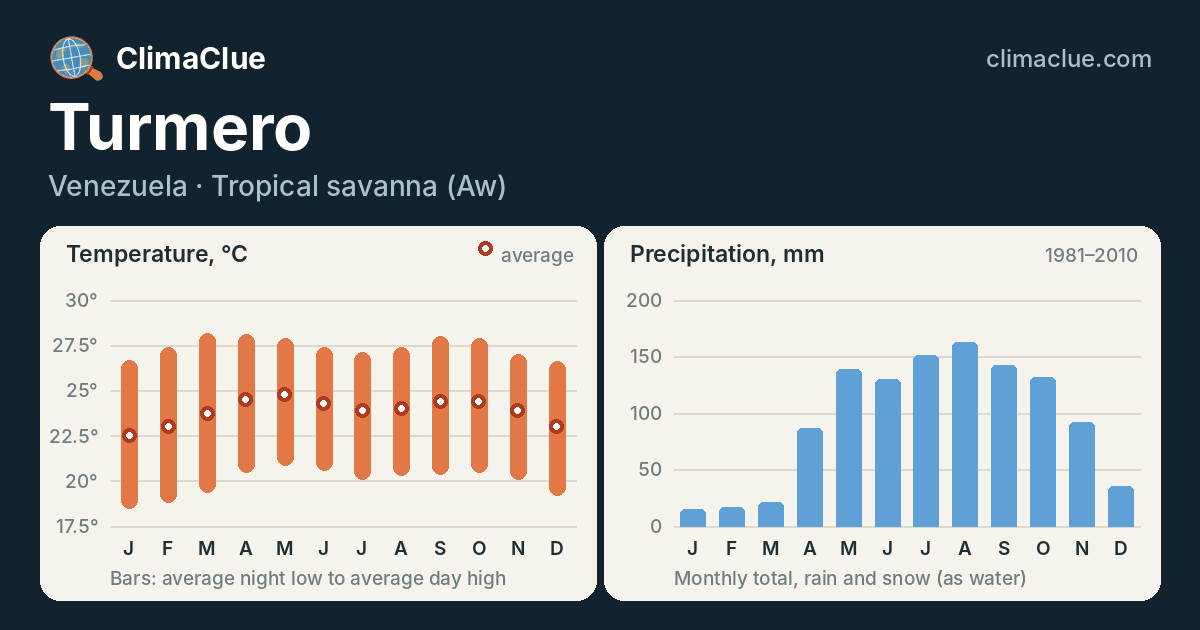 ClimaClue
climaclue.com
Turmero
Venezuela · Tropical savanna (Aw)
Temperature, °C
average
30°
27.5°
25°
22.5°
20°
17.5°
J F M A M J J A S O N D
Bars: average night low to average day high
Precipitation, mm
1981–2010
200
150
100
50
0
J F M A M J J A S O N D
Monthly total, rain and snow (as water)